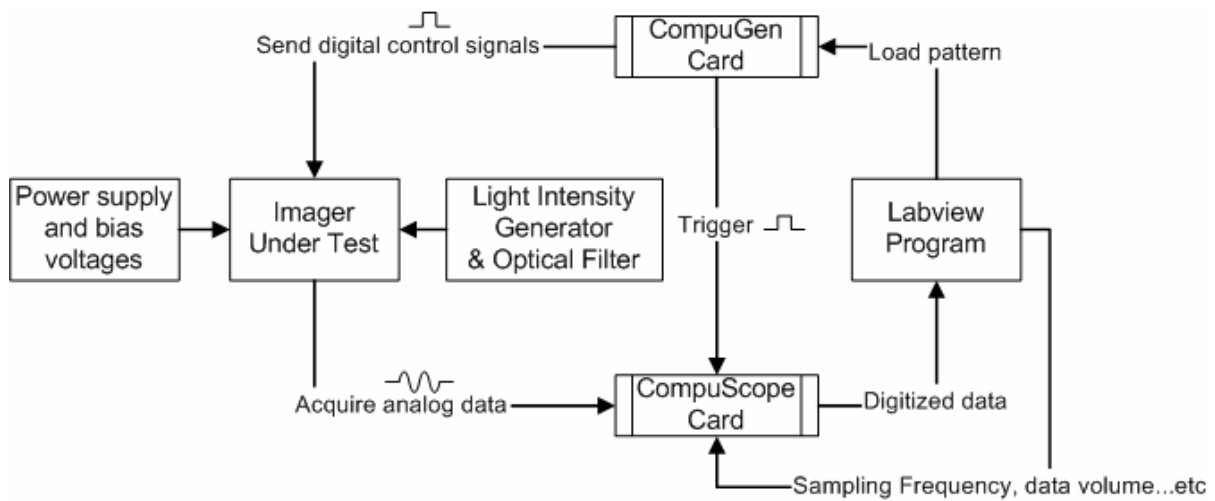 Send digital control signals
CompuGen
Card
Load pattern
Power supply
and bias
voltages
Imager
Under Test
Light Intensity
Generator
& Optical Filter
Trigger
Labview
Program
Acquire analog data
CompuScope
Card
Digitized data
Sampling Frequency, data volume...etc